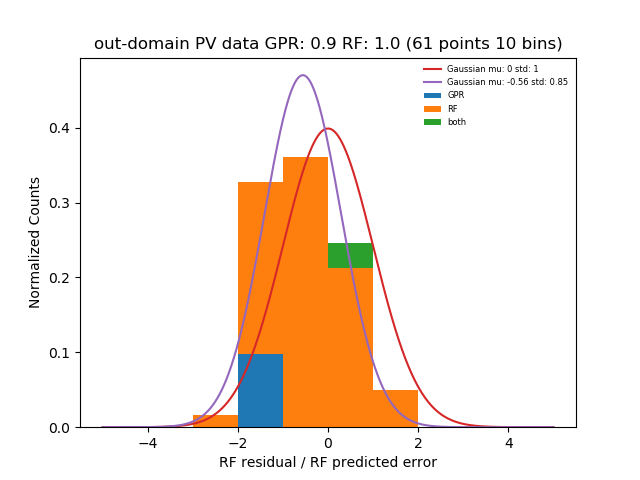 out-domain PV data GPR: 0.9 RF: 1.0 (61 points 10 bins)
Gaussian mu: 0 std: 1
Gaussian mu: -0.56 std: 0.85
GPR
RF
both
Normalized Counts
0.4
0.3
0.2
0.1
0.0
−4 −2 0 2 4
RF residual / RF predicted error